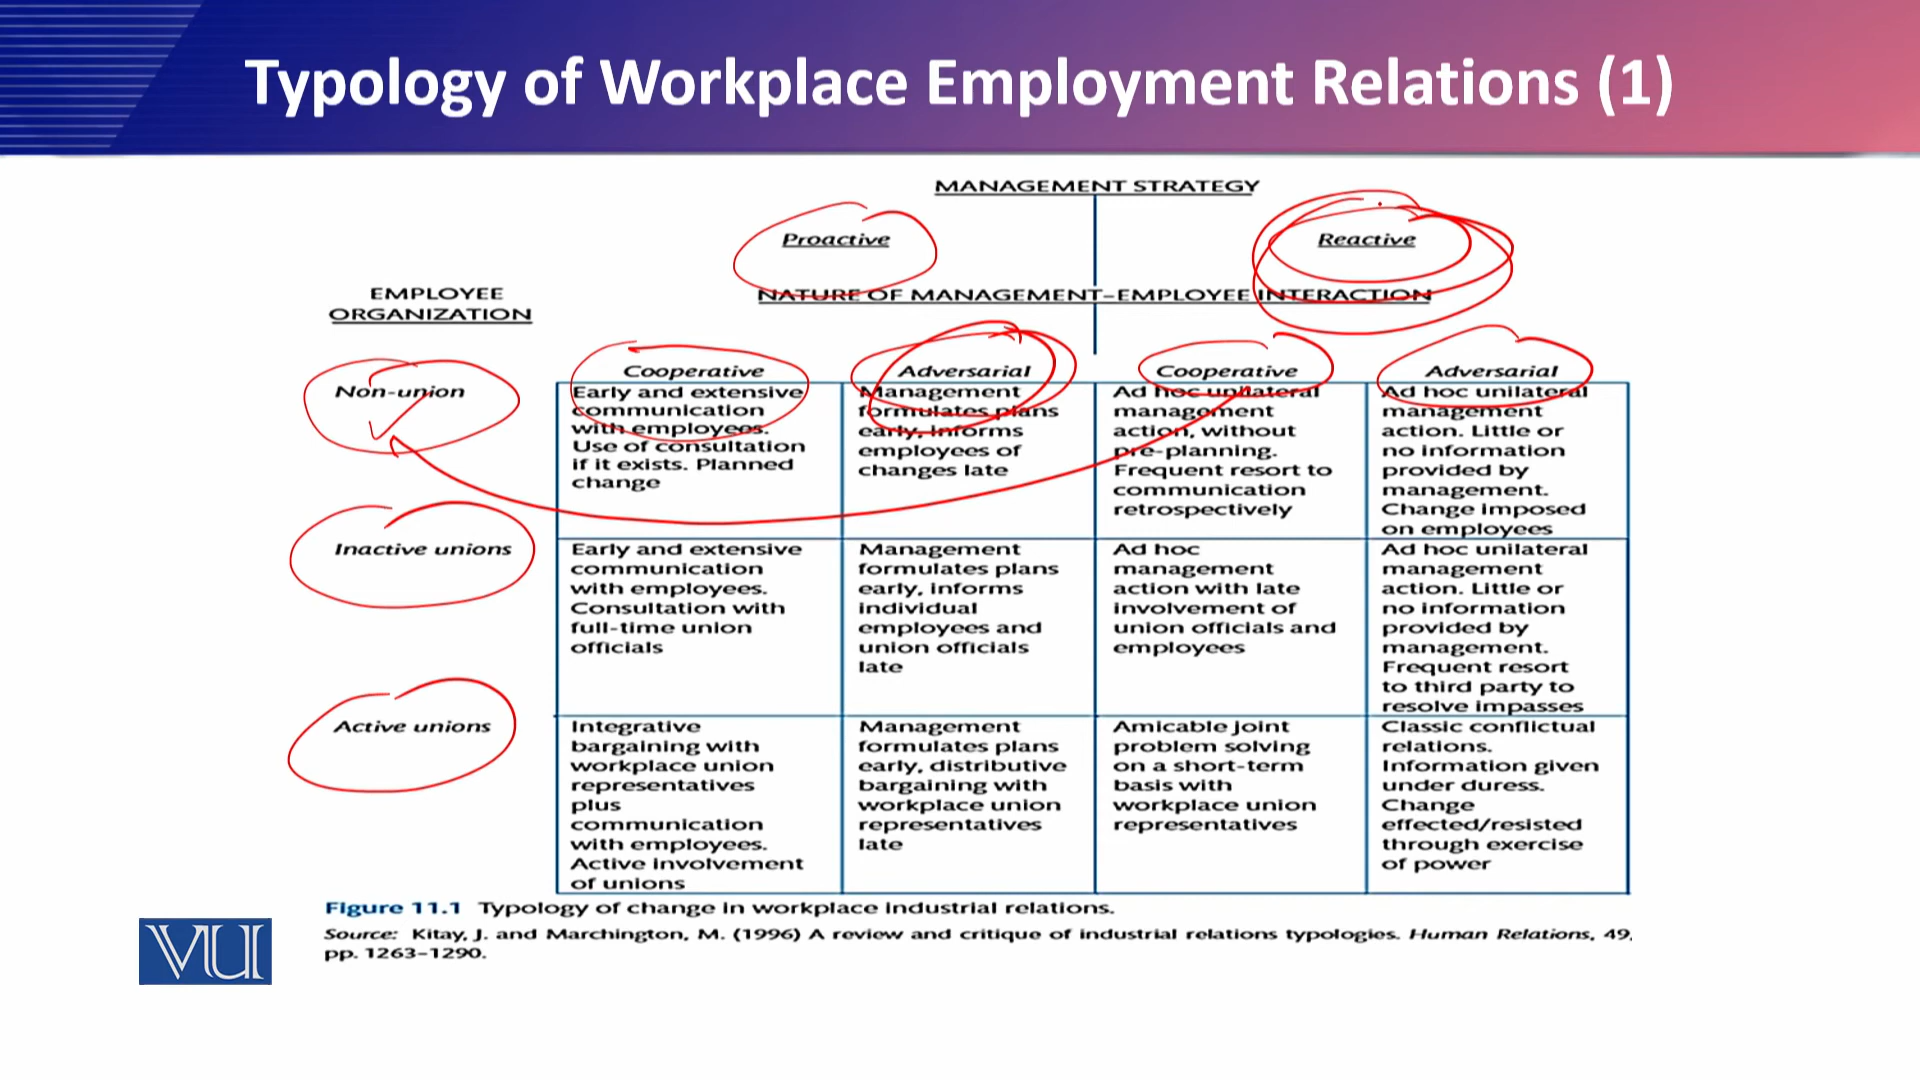 Typology of Workplace Employment Relations (1)
MANAGEMENT STRATEGY
Proactive
Reactive
EMPLOYEE
ORGANIZATION
NATURE OF MANAGEMENT–EMPLOYEE INTERACTION
Cooperative
Adversarial
Cooperative
Adversarial
Non-union
Early and extensive
communication
with employees.
Use of consultation
if it exists. Planned
change
Management
formulates plans
early, informs
employees of
changes late
Ad hoc unilateral
management
action, without
pre-planning.
Frequent resort to
communication
retrospectively
Ad hoc unilateral
management
action. Little or
no information
provided by
management.
Change imposed
on employees
Inactive unions
Early and extensive
communication
with employees.
Consultation with
full-time union
officials
Management
formulates plans
early, informs
individual
employees and
union officials
late
Ad hoc
management
action with late
involvement of
union officials and
employees
Ad hoc unilateral
management
action. Little or
no information
provided by
management.
Frequent resort
to third party to
resolve impasses
Active unions
Integrative
bargaining with
workplace union
representatives
plus
communication
with employees.
Active involvement
of unions
Management
formulates plans
early, distributive
bargaining with
workplace union
representatives
late
Amicable joint
problem solving
on a short-term
basis with
workplace union
representatives
Classic conflictual
relations.
Information given
under duress.
Change
effected/resisted
through exercise
of power
Figure 11.1 Typology of change in workplace industrial relations.
Source: Kitay, J. and Marchington, M. (1996) A review and critique of industrial relations typologies. Human Relations, 49,
pp. 1263–1290.
VU